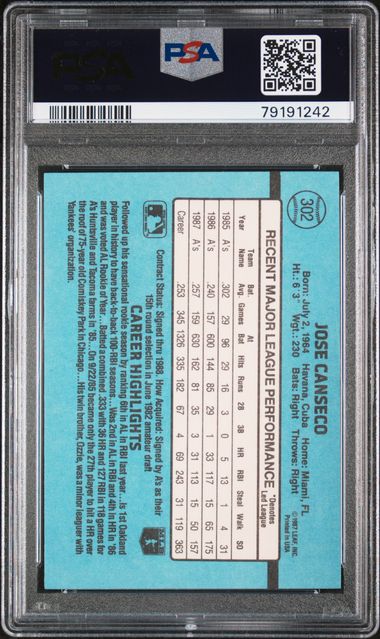 PSA
PSA
79191242
302
JOSE CANSECO
Born: July 2, 1964 Havana, Cuba Home: Miami, FL
Ht.: 6' 3" Wgt.: 230 Bats: Right Throws: Right
© 1987 LEAF, INC.
Printed in USA
RECENT MAJOR LEAGUE PERFORMANCE *Denotes Led League
Team Bat. At
Year Name Avg. Games Bat Hits Runs 2B 3B HR RBI Steal Walk SO
1985 A's .302 29 96 29 16 3 0 5 13 1 4 31
1986 A's .240 157 600 144 85 29 1 33 117 15 65 175
1987 A's .257 159 630 162 81 35 3 31 113 15 50 157
Career .253 345 1326 335 182 67 4 69 243 31 119 363
Contract Status: Signed thru 1988. How Acquired: Signed by A's as their
15th round selection in June 1982 amateur draft
CAREER HIGHLIGHTS
Followed up his sensational rookie season by ranking 6th in AL in RBI last year...is 1st Oakland
player in history to have back-to-back 100-RBI seasons...Was 2nd in AL in RBI and 4th in HR in '86
and was voted AL Rookie of Year...Batted a combined .333 with 36 HR and 127 RBI in 118 games for
A's Huntsville and Tacoma farms in '85...On 9/22/85 became only the 27th player to hit a HR over
the roof of 75-year old Comiskey Park in Chicago...His twin brother, Ozzie, was a minor leaguer with
Yankees' organization.